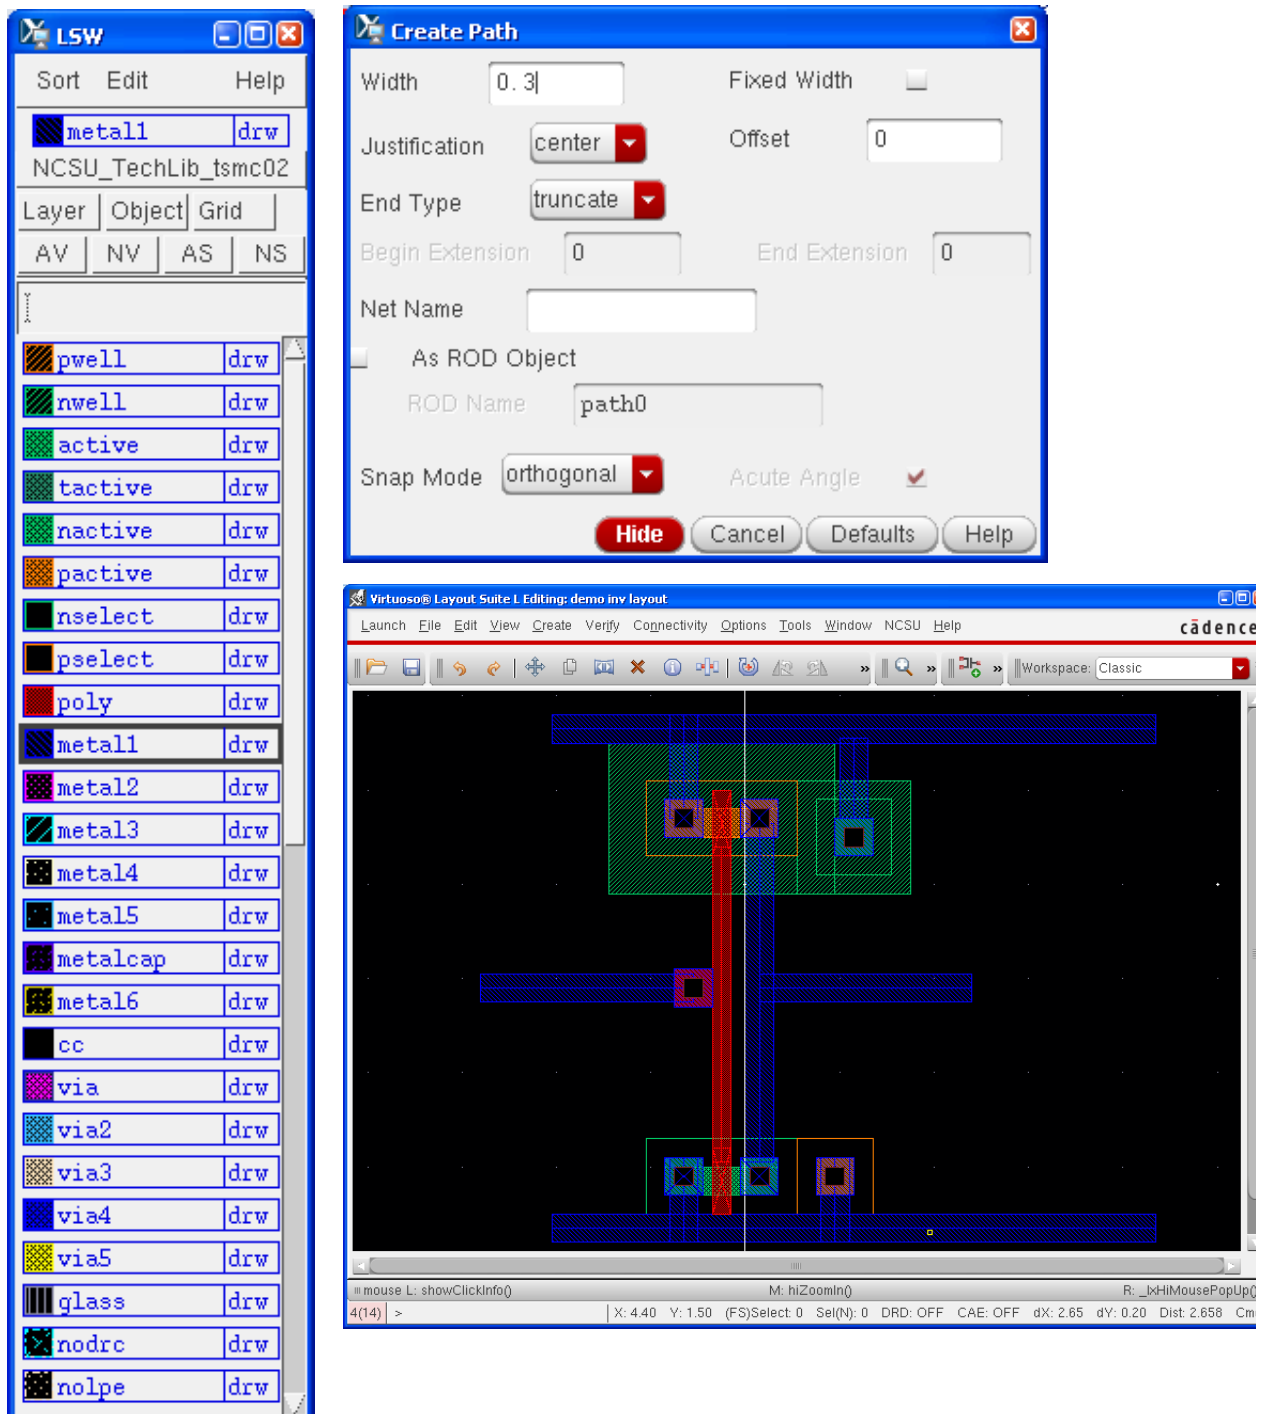 LSW
Sort Edit Help
metal1 drw
NCSU_TechLib_tsmc02
Layer Object Grid
AV NV AS NS
pwell drw
nwell drw
active drw
tactive drw
nactive drw
pactive drw
nselect drw
pselect drw
poly drw
metal1 drw
metal2 drw
metal3 drw
metal4 drw
metal5 drw
metalcap drw
metal6 drw
cc drw
via drw
via2 drw
via3 drw
via4 drw
via5 drw
glass drw
nodrc drw
nolpe drw
Create Path
Width 0.3 Fixed Width
Justification center Offset 0
End Type truncate
Begin Extension 0 End Extension 0
Net Name
As ROD Object
ROD Name path0
Snap Mode orthogonal Acute Angle
Hide Cancel Defaults Help
Virtuoso® Layout Suite L Editing: demo inv layout
Launch File Edit View Create Verify Connectivity Options Tools Window NCSU Help cādence
» » » Workspace: Classic
mouse L: showClickInfo() M: hiZoomIn() R: _lxHiMousePopUp()
4(14) > X: 4.40 Y: 1.50 (FS)Select: 0 Sel(N): 0 DRD: OFF CAE: OFF dX: 2.65 dY: 0.20 Dist: 2.658 Cm